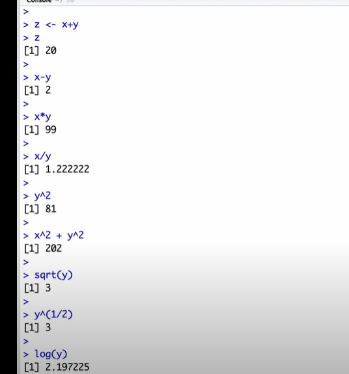 Console
>
> z <- x+y
> z
[1] 20
>
> x-y
[1] 2
>
> x*y
[1] 99
>
> x/y
[1] 1.222222
>
> y^2
[1] 81
>
> x^2 + y^2
[1] 202
>
> sqrt(y)
[1] 3
>
> y^(1/2)
[1] 3
>
> log(y)
[1] 2.197225